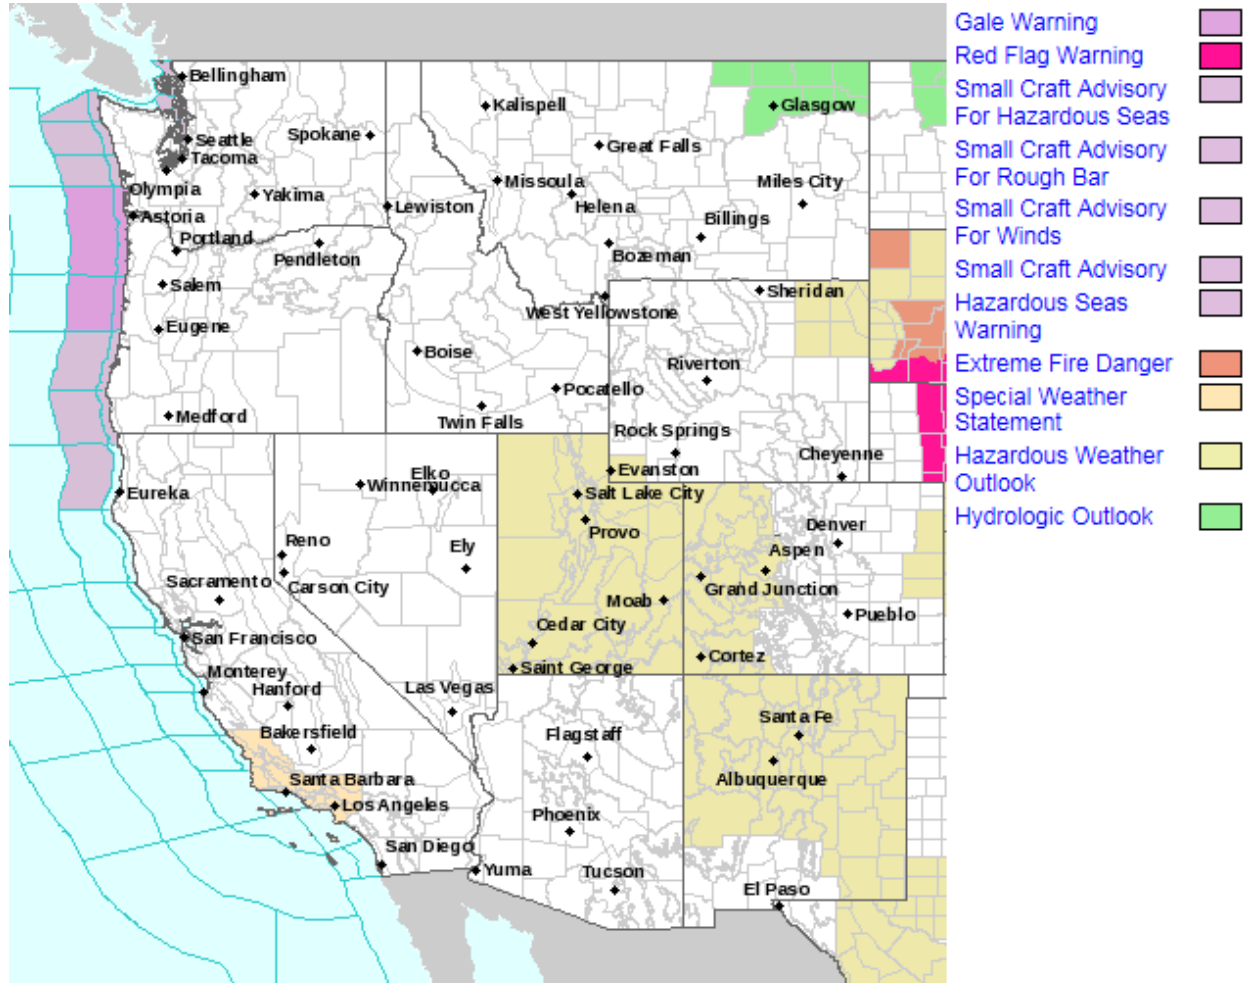 Bellingham
Kalispell
Glasgow
Spokane
Seattle
Great Falls
Tacoma
Missoula
Miles City
Olympia
Yakima
Helena
Lewiston
Astoria
Billings
Portland
Pendleton
Bozeman
Salem
Sheridan
West Yellowstone
Eugene
Boise
Riverton
Pocatello
Medford
Twin Falls
Rock Springs
Cheyenne
Elko
Evanston
Winnemucca
Eureka
Salt Lake City
Provo
Denver
Reno
Ely
Aspen
Sacramento
Carson City
Grand Junction
Moab
Pueblo
Cedar City
San Francisco
Cortez
Saint George
Monterey
Hanford
Las Vegas
Santa Fe
Bakersfield
Flagstaff
Albuquerque
Santa Barbara
Los Angeles
Phoenix
San Diego
Yuma
Tucson
El Paso
Gale Warning
Red Flag Warning
Small Craft Advisory
For Hazardous Seas
Small Craft Advisory
For Rough Bar
Small Craft Advisory
For Winds
Small Craft Advisory
Hazardous Seas
Warning
Extreme Fire Danger
Special Weather
Statement
Hazardous Weather
Outlook
Hydrologic Outlook